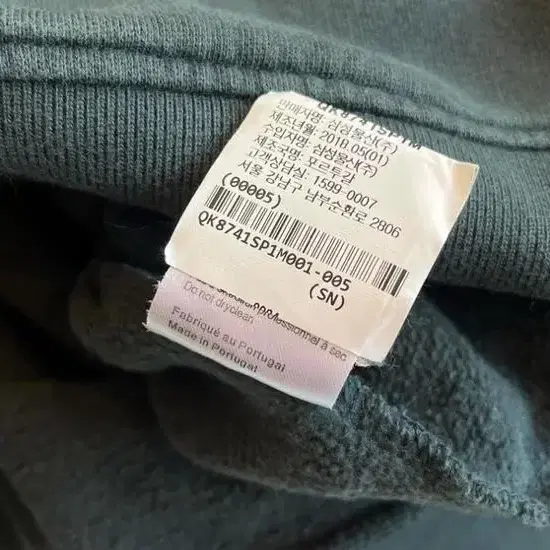 QK8741SP1M
판매자명: 삼성물산(주)
제조년월: 2018.05(01)
수입자명: 삼성물산(주)
제조국명: 포르투갈
고객상담실: 1599-0007
서울 강남구 남부순환로 2806
(00005)
QK8741SP1M001-005
(SN)
professionnel à sec
Do not dryclean
Fabriqué au Portugal
Made in Portugal